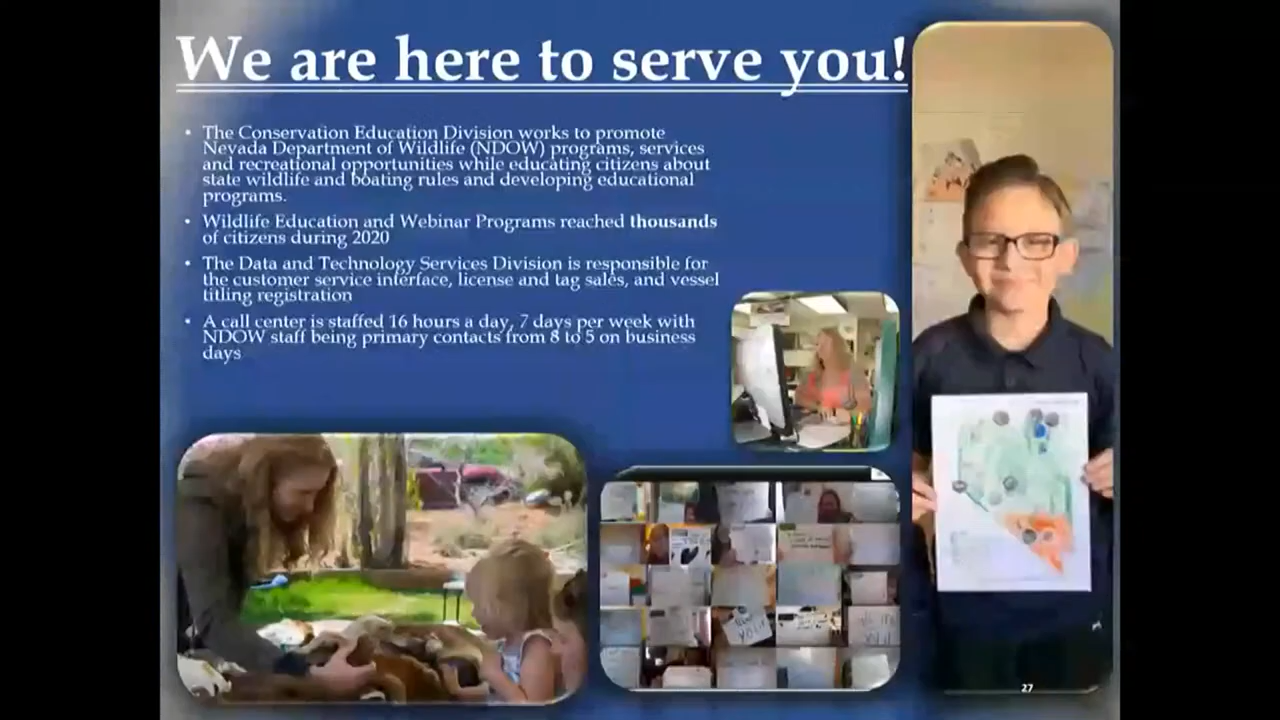 We are here to serve you!
• The Conservation Education Division works to promote
Nevada Department of Wildlife (NDOW) programs, services
and recreational opportunities while educating citizens about
state wildlife and boating rules and developing educational
programs.
• Wildlife Education and Webinar Programs reached thousands
of citizens during 2020
• The Data and Technology Services Division is responsible for
the customer service interface, license and tag sales, and vessel
titling registration
• A call center is staffed 16 hours a day, 7 days per week with
NDOW staff being primary contacts from 8 to 5 on business
days
27